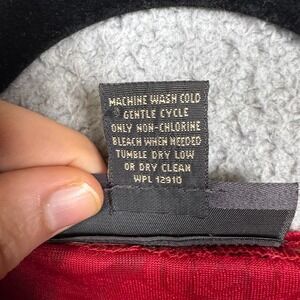 MACHINE WASH COLD
GENTLE CYCLE
ONLY NON-CHLORINE
BLEACH WHEN NEEDED
TUMBLE DRY LOW
OR DRY CLEAN
WPL 12910